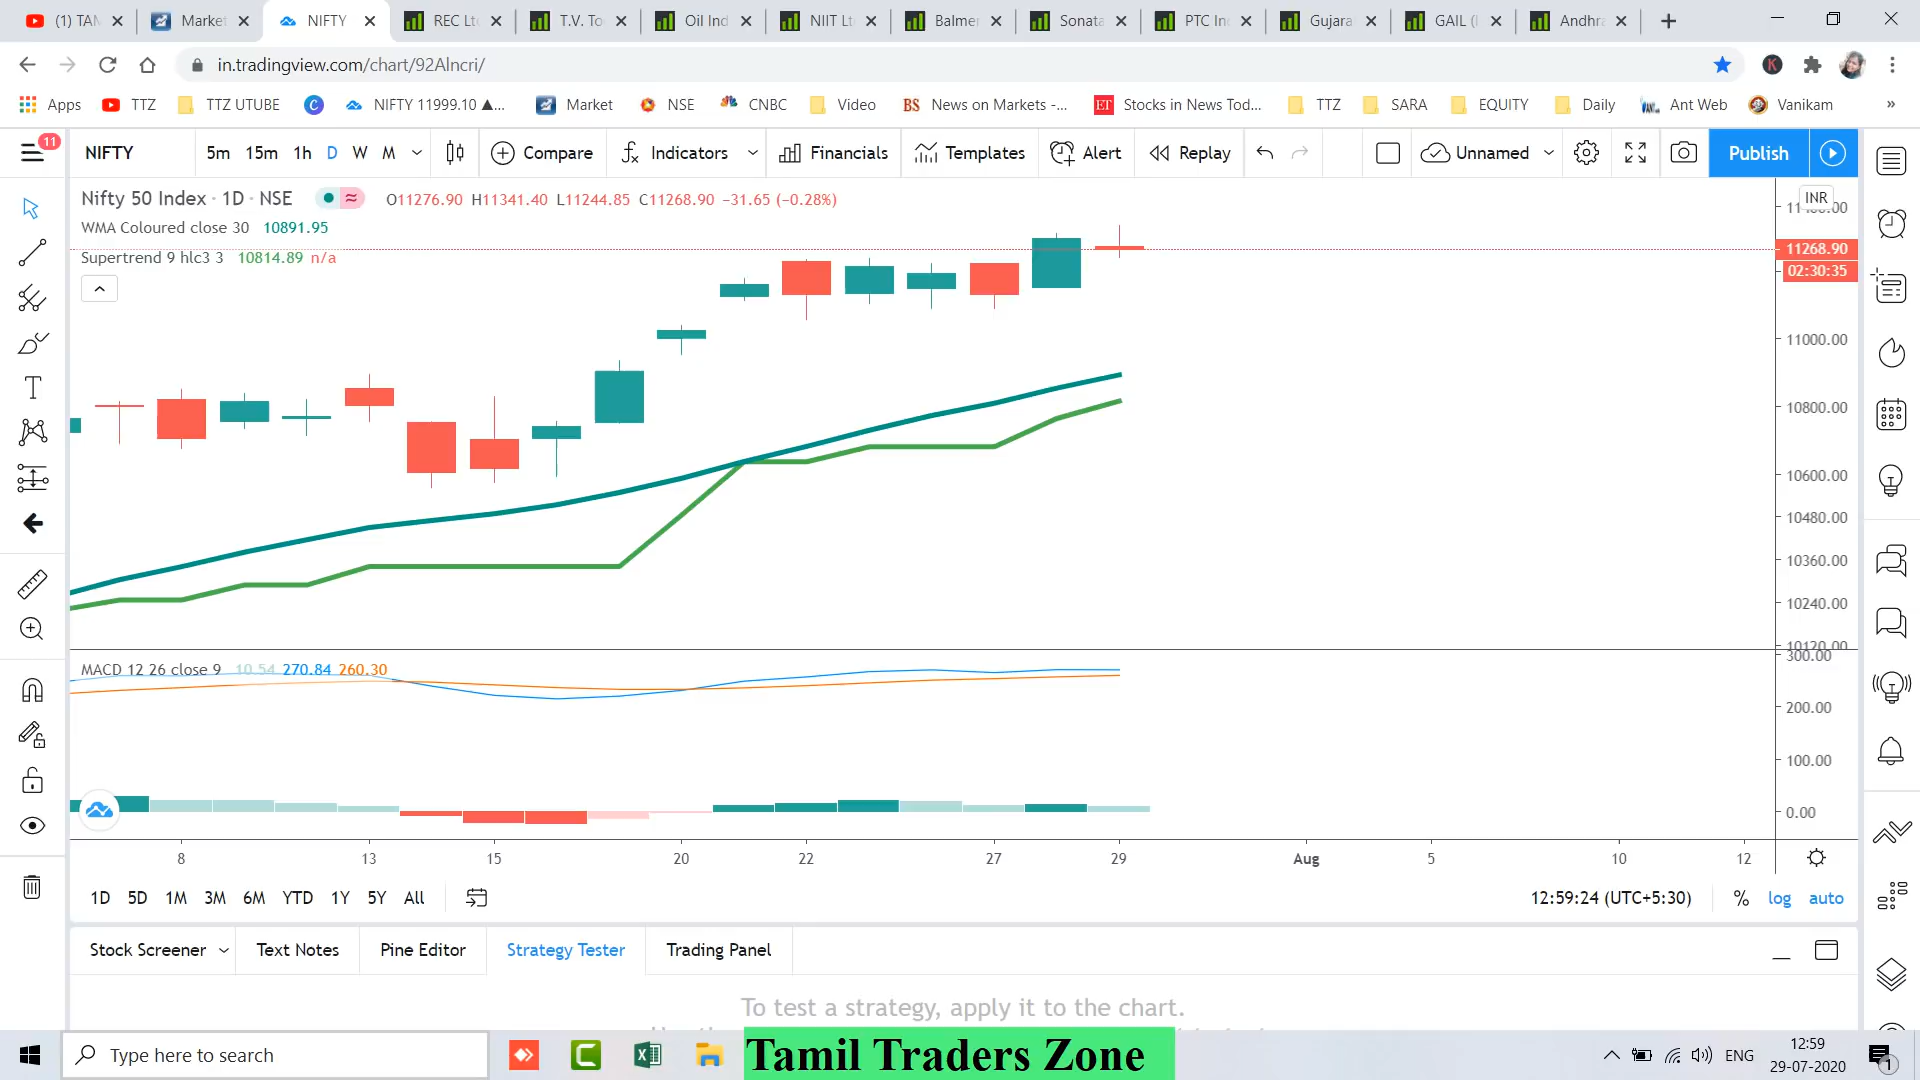 (1) TAM
Market
NIFTY
REC Lt
T.V. To
Oil Ind
NIIT Lt
Balmer
Sonata
PTC In
Gujara
GAIL (
Andhra
in.tradingview.com/chart/92Alncri/
Apps
TTZ
TTZ UTUBE
NIFTY 11999.10 ▲...
Market
NSE
CNBC
Video
BS News on Markets -...
ET Stocks in News Tod...
TTZ
SARA
EQUITY
Daily
Ant Web
Vanikam
»
11
NIFTY
5m 15m 1h D W M
Compare
Indicators
Financials
Templates
Alert
Replay
Unnamed
Publish
Nifty 50 Index · 1D · NSE
O11276.90 H11341.40 L11244.85 C11268.90 −31.65 (−0.28%)
WMA Coloured close 30 10891.95
Supertrend 9 hlc3 3 10814.89 n/a
INR
11268.90
02:30:35
11000.00
10800.00
10600.00
10480.00
10360.00
10240.00
10120.00
MACD 12 26 close 9 10.54 270.84 260.30
300.00
200.00
100.00
0.00
8 13 15 20 22 27 29 Aug 5 10 12
1D 5D 1M 3M 6M YTD 1Y 5Y All
12:59:24 (UTC+5:30) % log auto
Stock Screener
Text Notes
Pine Editor
Strategy Tester
Trading Panel
To test a strategy, apply it to the chart.
Type here to search
Tamil Traders Zone
ENG
12:59
29-07-2020
1